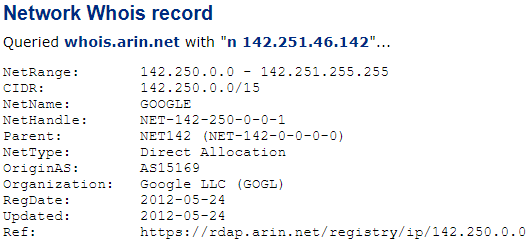 Network Whois record
Queried whois.arin.net with "n 142.251.46.142"...
NetRange: 142.250.0.0 - 142.251.255.255
CIDR: 142.250.0.0/15
NetName: GOOGLE
NetHandle: NET-142-250-0-0-1
Parent: NET142 (NET-142-0-0-0-0)
NetType: Direct Allocation
OriginAS: AS15169
Organization: Google LLC (GOGL)
RegDate: 2012-05-24
Updated: 2012-05-24
Ref: https://rdap.arin.net/registry/ip/142.250.0.0